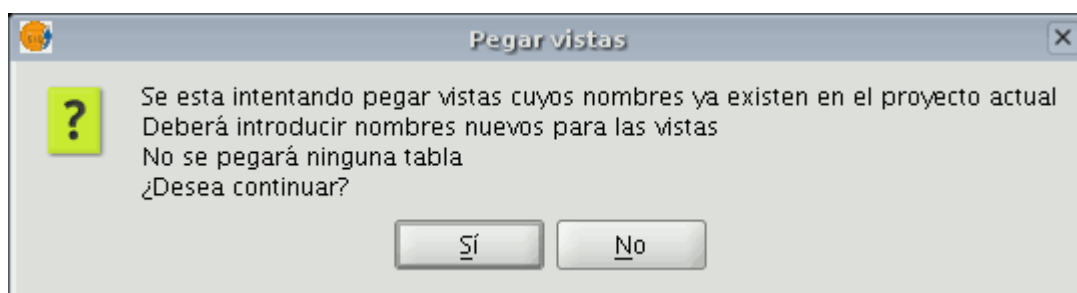 Pegar vistas
Se esta intentando pegar vistas cuyos nombres ya existen en el proyecto actual
Deberá introducir nombres nuevos para las vistas
No se pegará ninguna tabla
¿Desea continuar?
Sí No